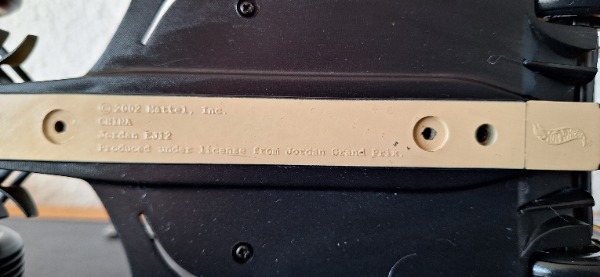 © 2002 Mattel, Inc.
CHINA
Jordan EJ12
Produced under license from Jordan Grand Prix.